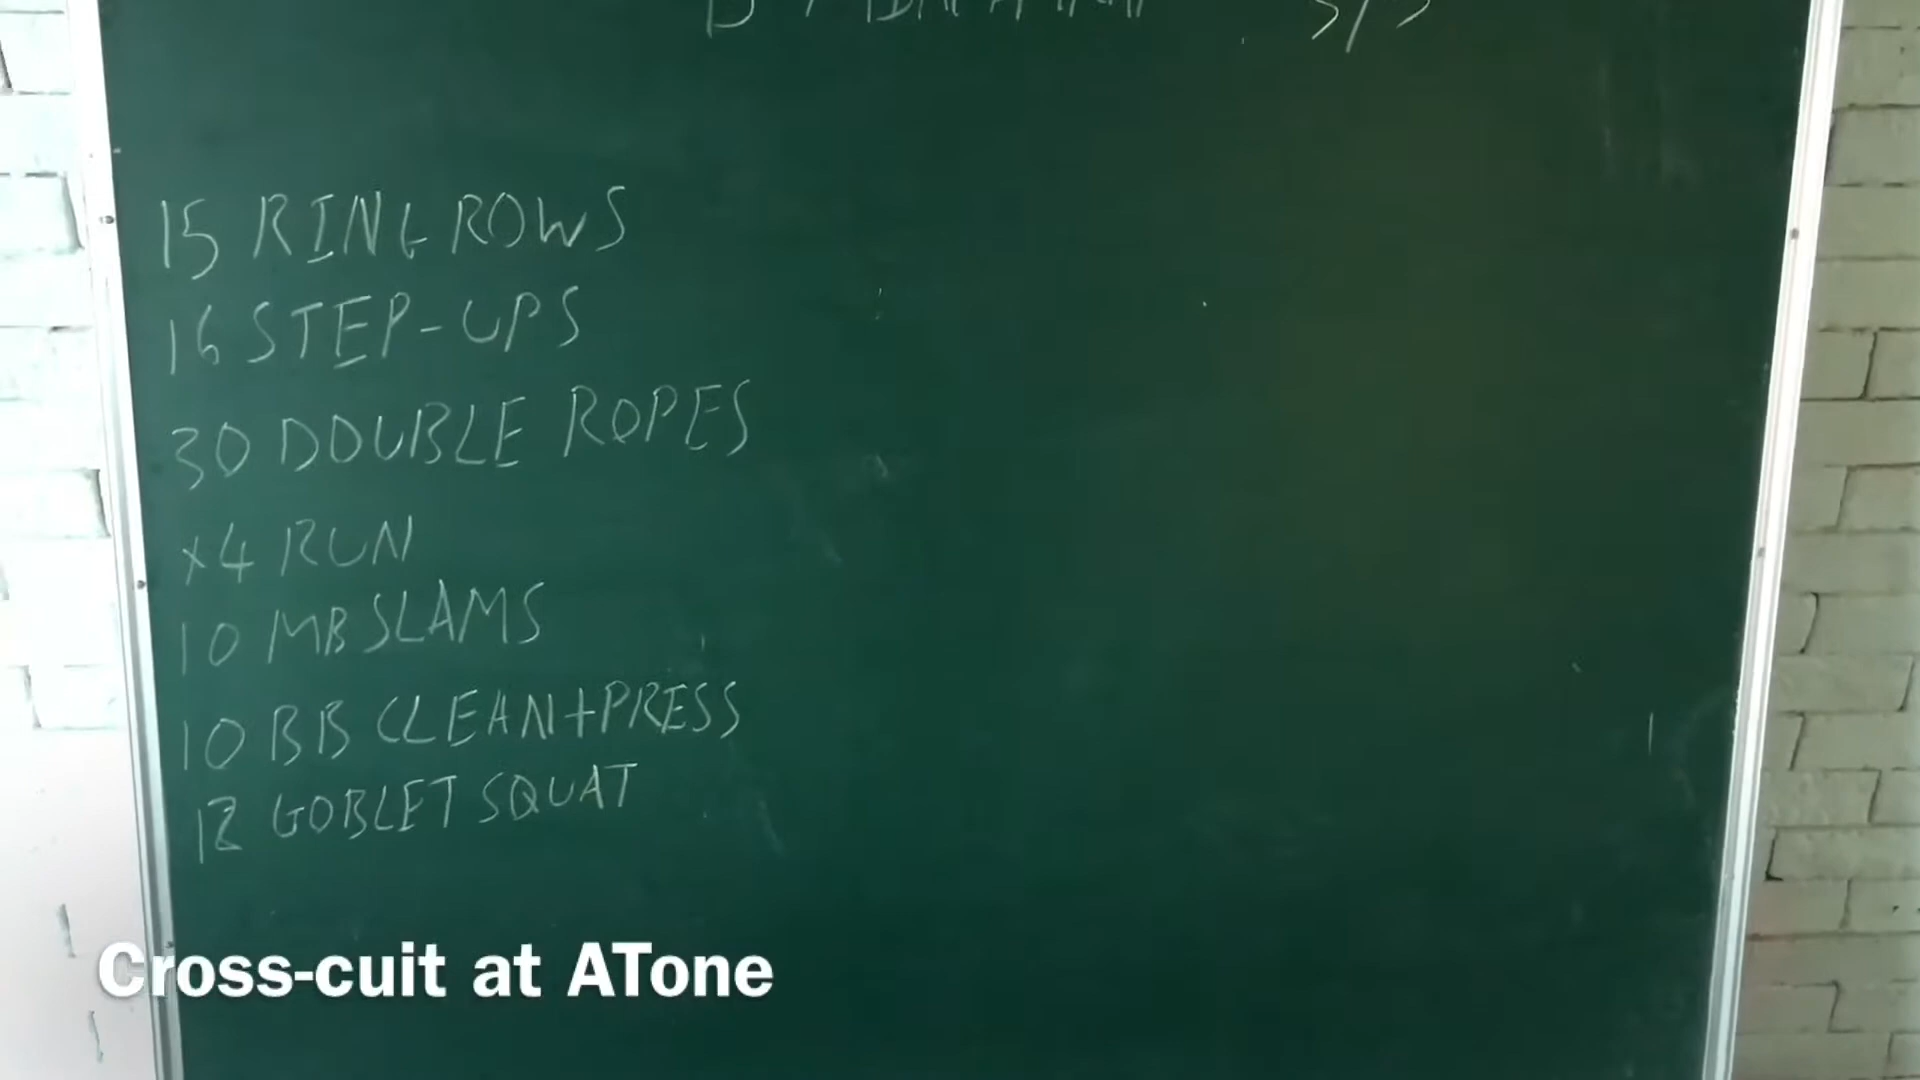 15 RING ROWS
16 STEP-UPS
30 DOUBLE ROPES
x4 RUN
10 MB SLAMS
10 BB CLEAN+PRESS
12 GOBLET SQUAT
Cross-cuit at ATone